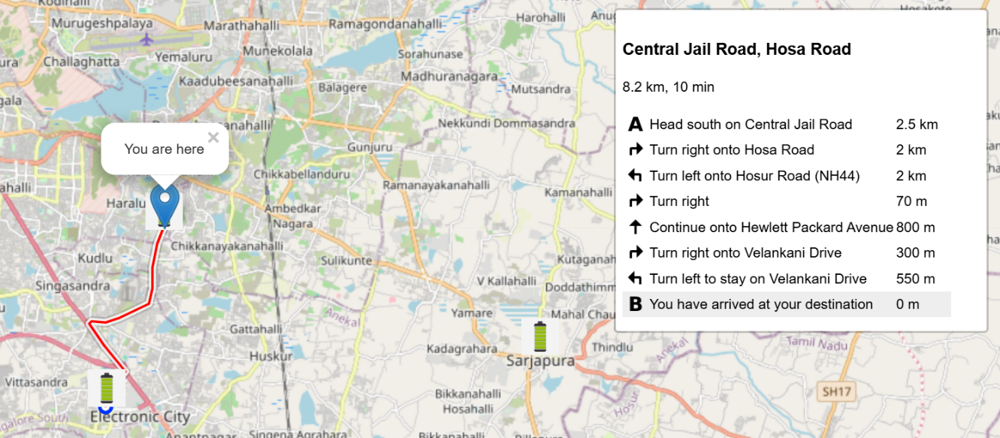 Kodihalli
Hosakote
Murugeshpalaya
Marathahalli
Ramagondanahalli
Harohalli
Challaghatta
Yemaluru
Munekolala
Sorahunase
Central Jail Road, Hosa Road
Kaadubeesanahalli
Madhuranagara
Balagere
Mutsandra
8.2 km, 10 min
Nekkundi Dommasandra
A Head south on Central Jail Road 2.5 km
You are here ×
Gunjuru
Turn right onto Hosa Road 2 km
Chikkabellanduru
Turn left onto Hosur Road (NH44) 2 km
Ramanayakanahalli
Kamanahalli
Haralu
Ambedkar
Nagara
Turn right 70 m
Continue onto Hewlett Packard Avenue 800 m
Chikkanayakanahalli
Kudlu
Sulikunte
Turn right onto Velankani Drive 300 m
Singasandra
V Kallahalli
Turn left to stay on Velankani Drive 550 m
B You have arrived at your destination 0 m
Yamare
Mahal Chau
Anekal
Gattahalli
Huskur
Kadagrahara
Thindlu
Anekal
Tamil Nadu
Sarjapura
Vittasandra
SH17
Bikkanahalli
Hosahalli
Hosur
Electronic City
galore South
Anantnagar
Singena Agrahara
Bikkanahalli